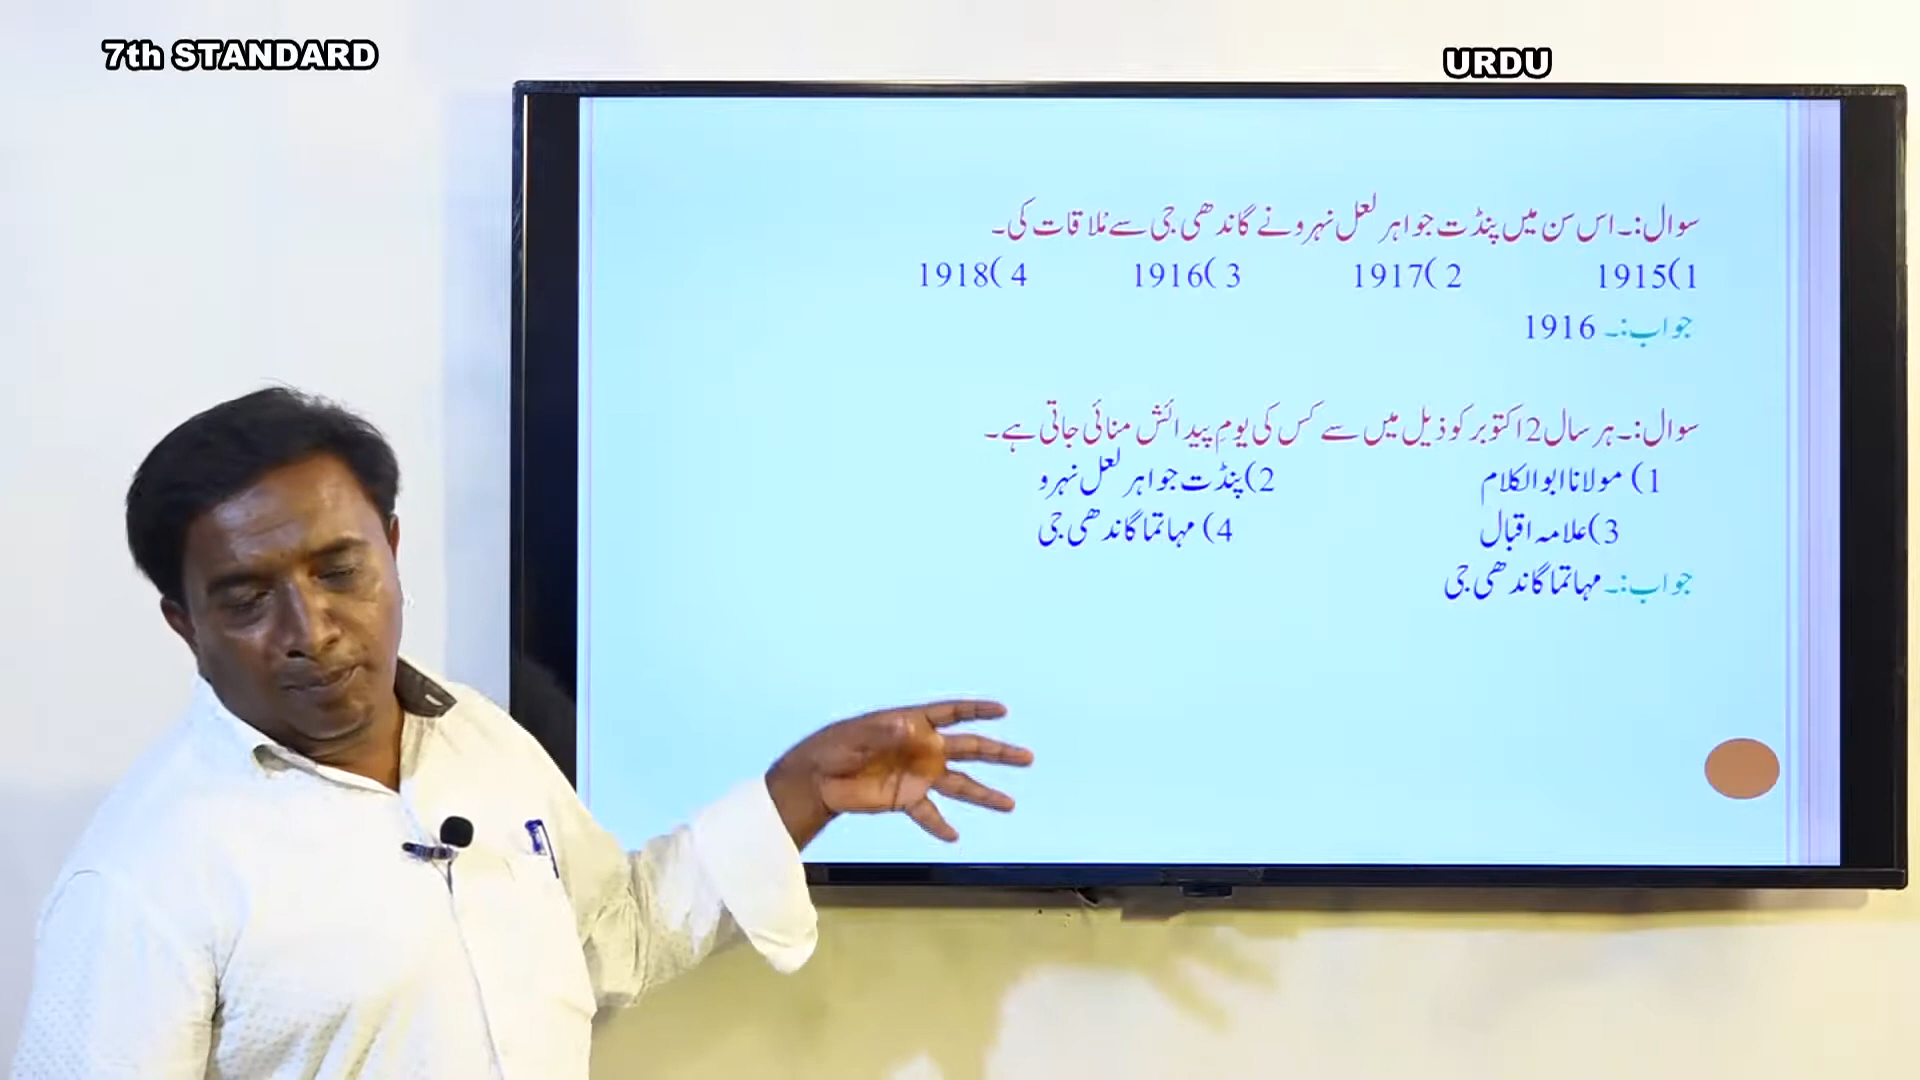 7th STANDARD
URDU
سوال:۔ اس سن میں پنڈت جواہر لعل نہرو نے گاندھی جی سے مُلاقات کی۔
1915(1 1917( 2 1916( 3 1918( 4
جواب:۔ 1916
سوال:۔ ہر سال 2 اکتوبر کو ذیل میں سے کس کی یومِ پیدائش منائی جاتی ہے۔
1) مولانا ابوالکلام 2) پنڈت جواہر لعل نہرو
3) علامہ اقبال 4) مہاتما گاندھی جی
جواب:۔ مہاتما گاندھی جی